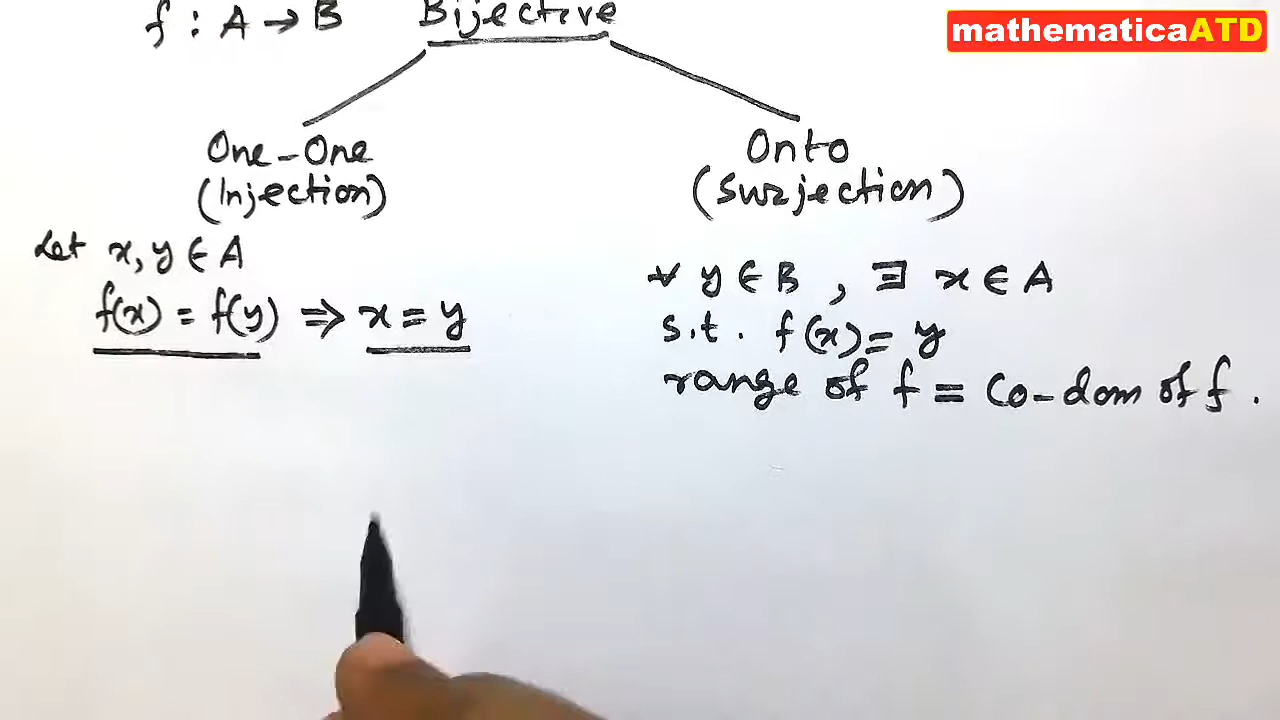 f : A → B Bijective
mathematicaATD
One-One
(Injection)
Onto
(Surjection)
Let x, y ∈ A
f(x) = f(y) ⇒ x = y
∀ y ∈ B , ∃ x ∈ A
s.t. f(x) = y
range of f = Co-dom of f .